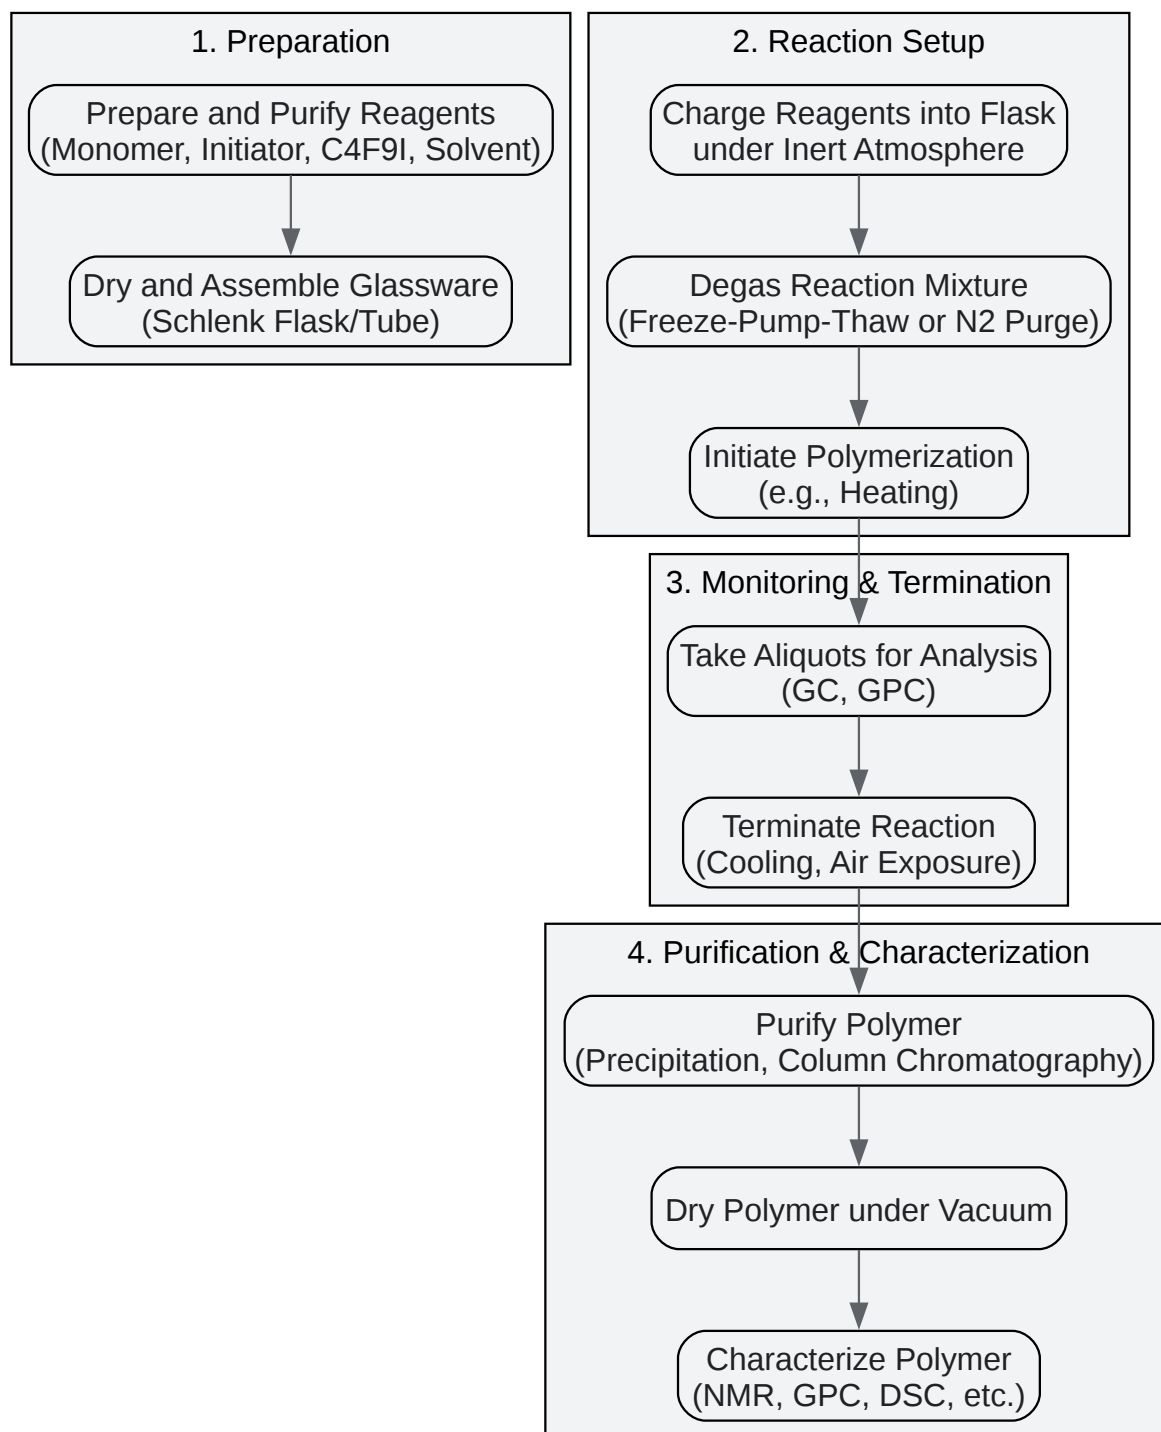 1. Preparation
Prepare and Purify Reagents
(Monomer, Initiator, C4F9I, Solvent)
Dry and Assemble Glassware
(Schlenk Flask/Tube)
2. Reaction Setup
Charge Reagents into Flask
under Inert Atmosphere
Degas Reaction Mixture
(Freeze-Pump-Thaw or N2 Purge)
Initiate Polymerization
(e.g., Heating)
3. Monitoring & Termination
Take Aliquots for Analysis
(GC, GPC)
Terminate Reaction
(Cooling, Air Exposure)
4. Purification & Characterization
Purify Polymer
(Precipitation, Column Chromatography)
Dry Polymer under Vacuum
Characterize Polymer
(NMR, GPC, DSC, etc.)